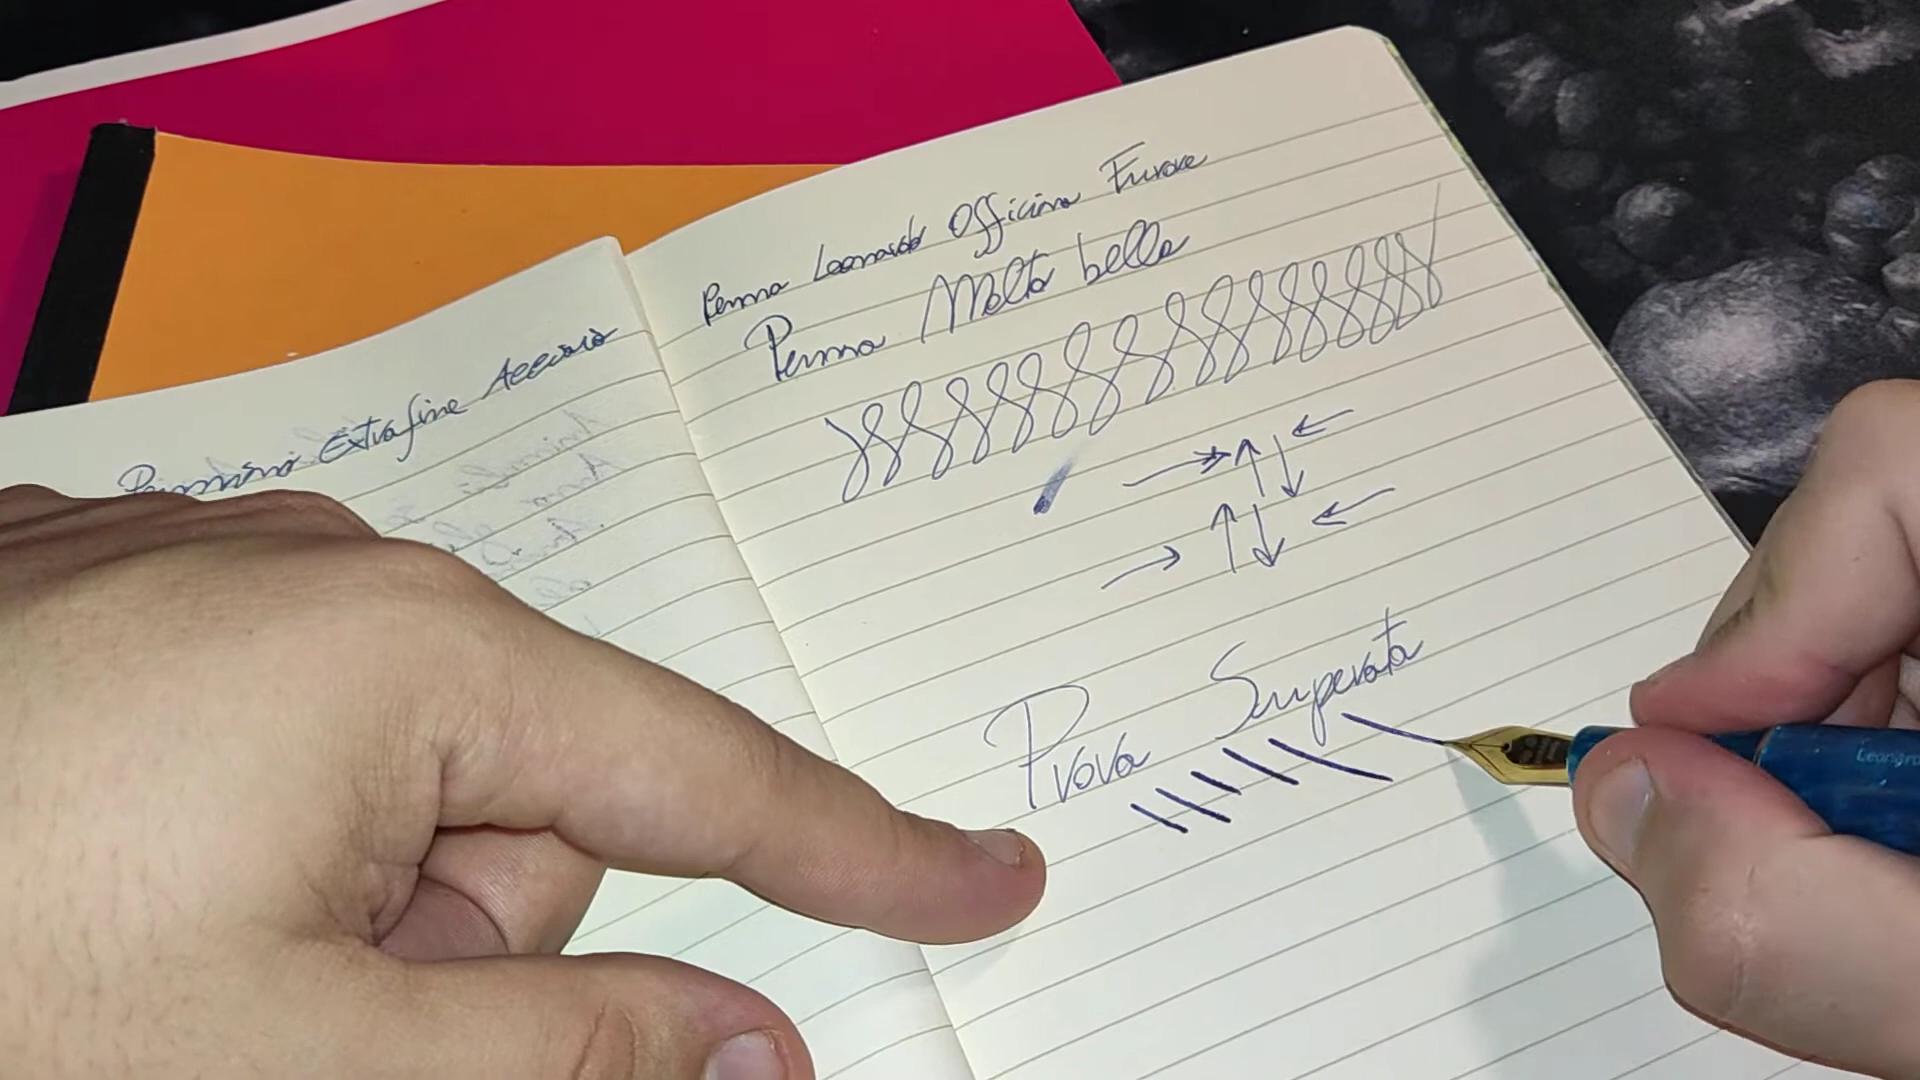 Pennino Extrafine Acciaio
Penna Leonardo Officina Furore
Penna Molto bella
Prova Superata
Leonardo